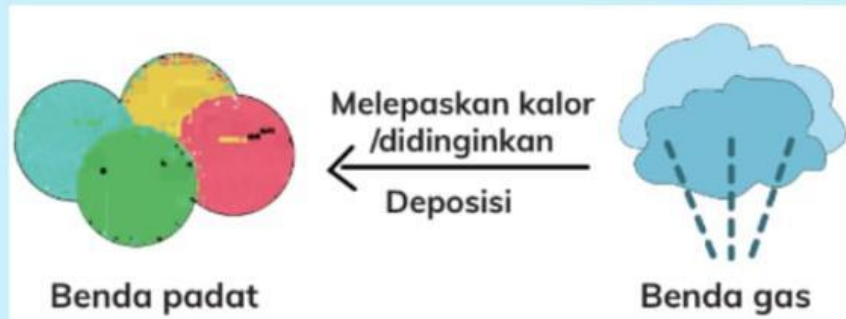 Melepaskan kalor
/didinginkan
Deposisi
Benda padat
Benda gas